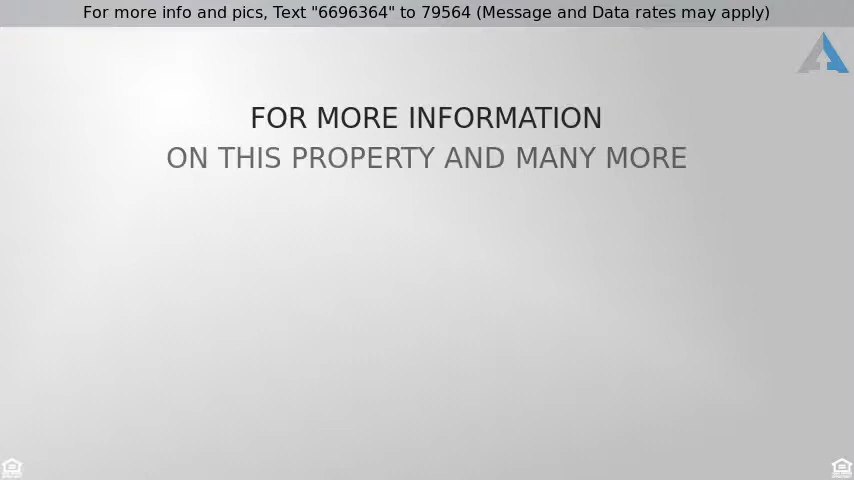 For more info and pics, Text "6696364" to 79564 (Message and Data rates may apply)
FOR MORE INFORMATION
ON THIS PROPERTY AND MANY MORE